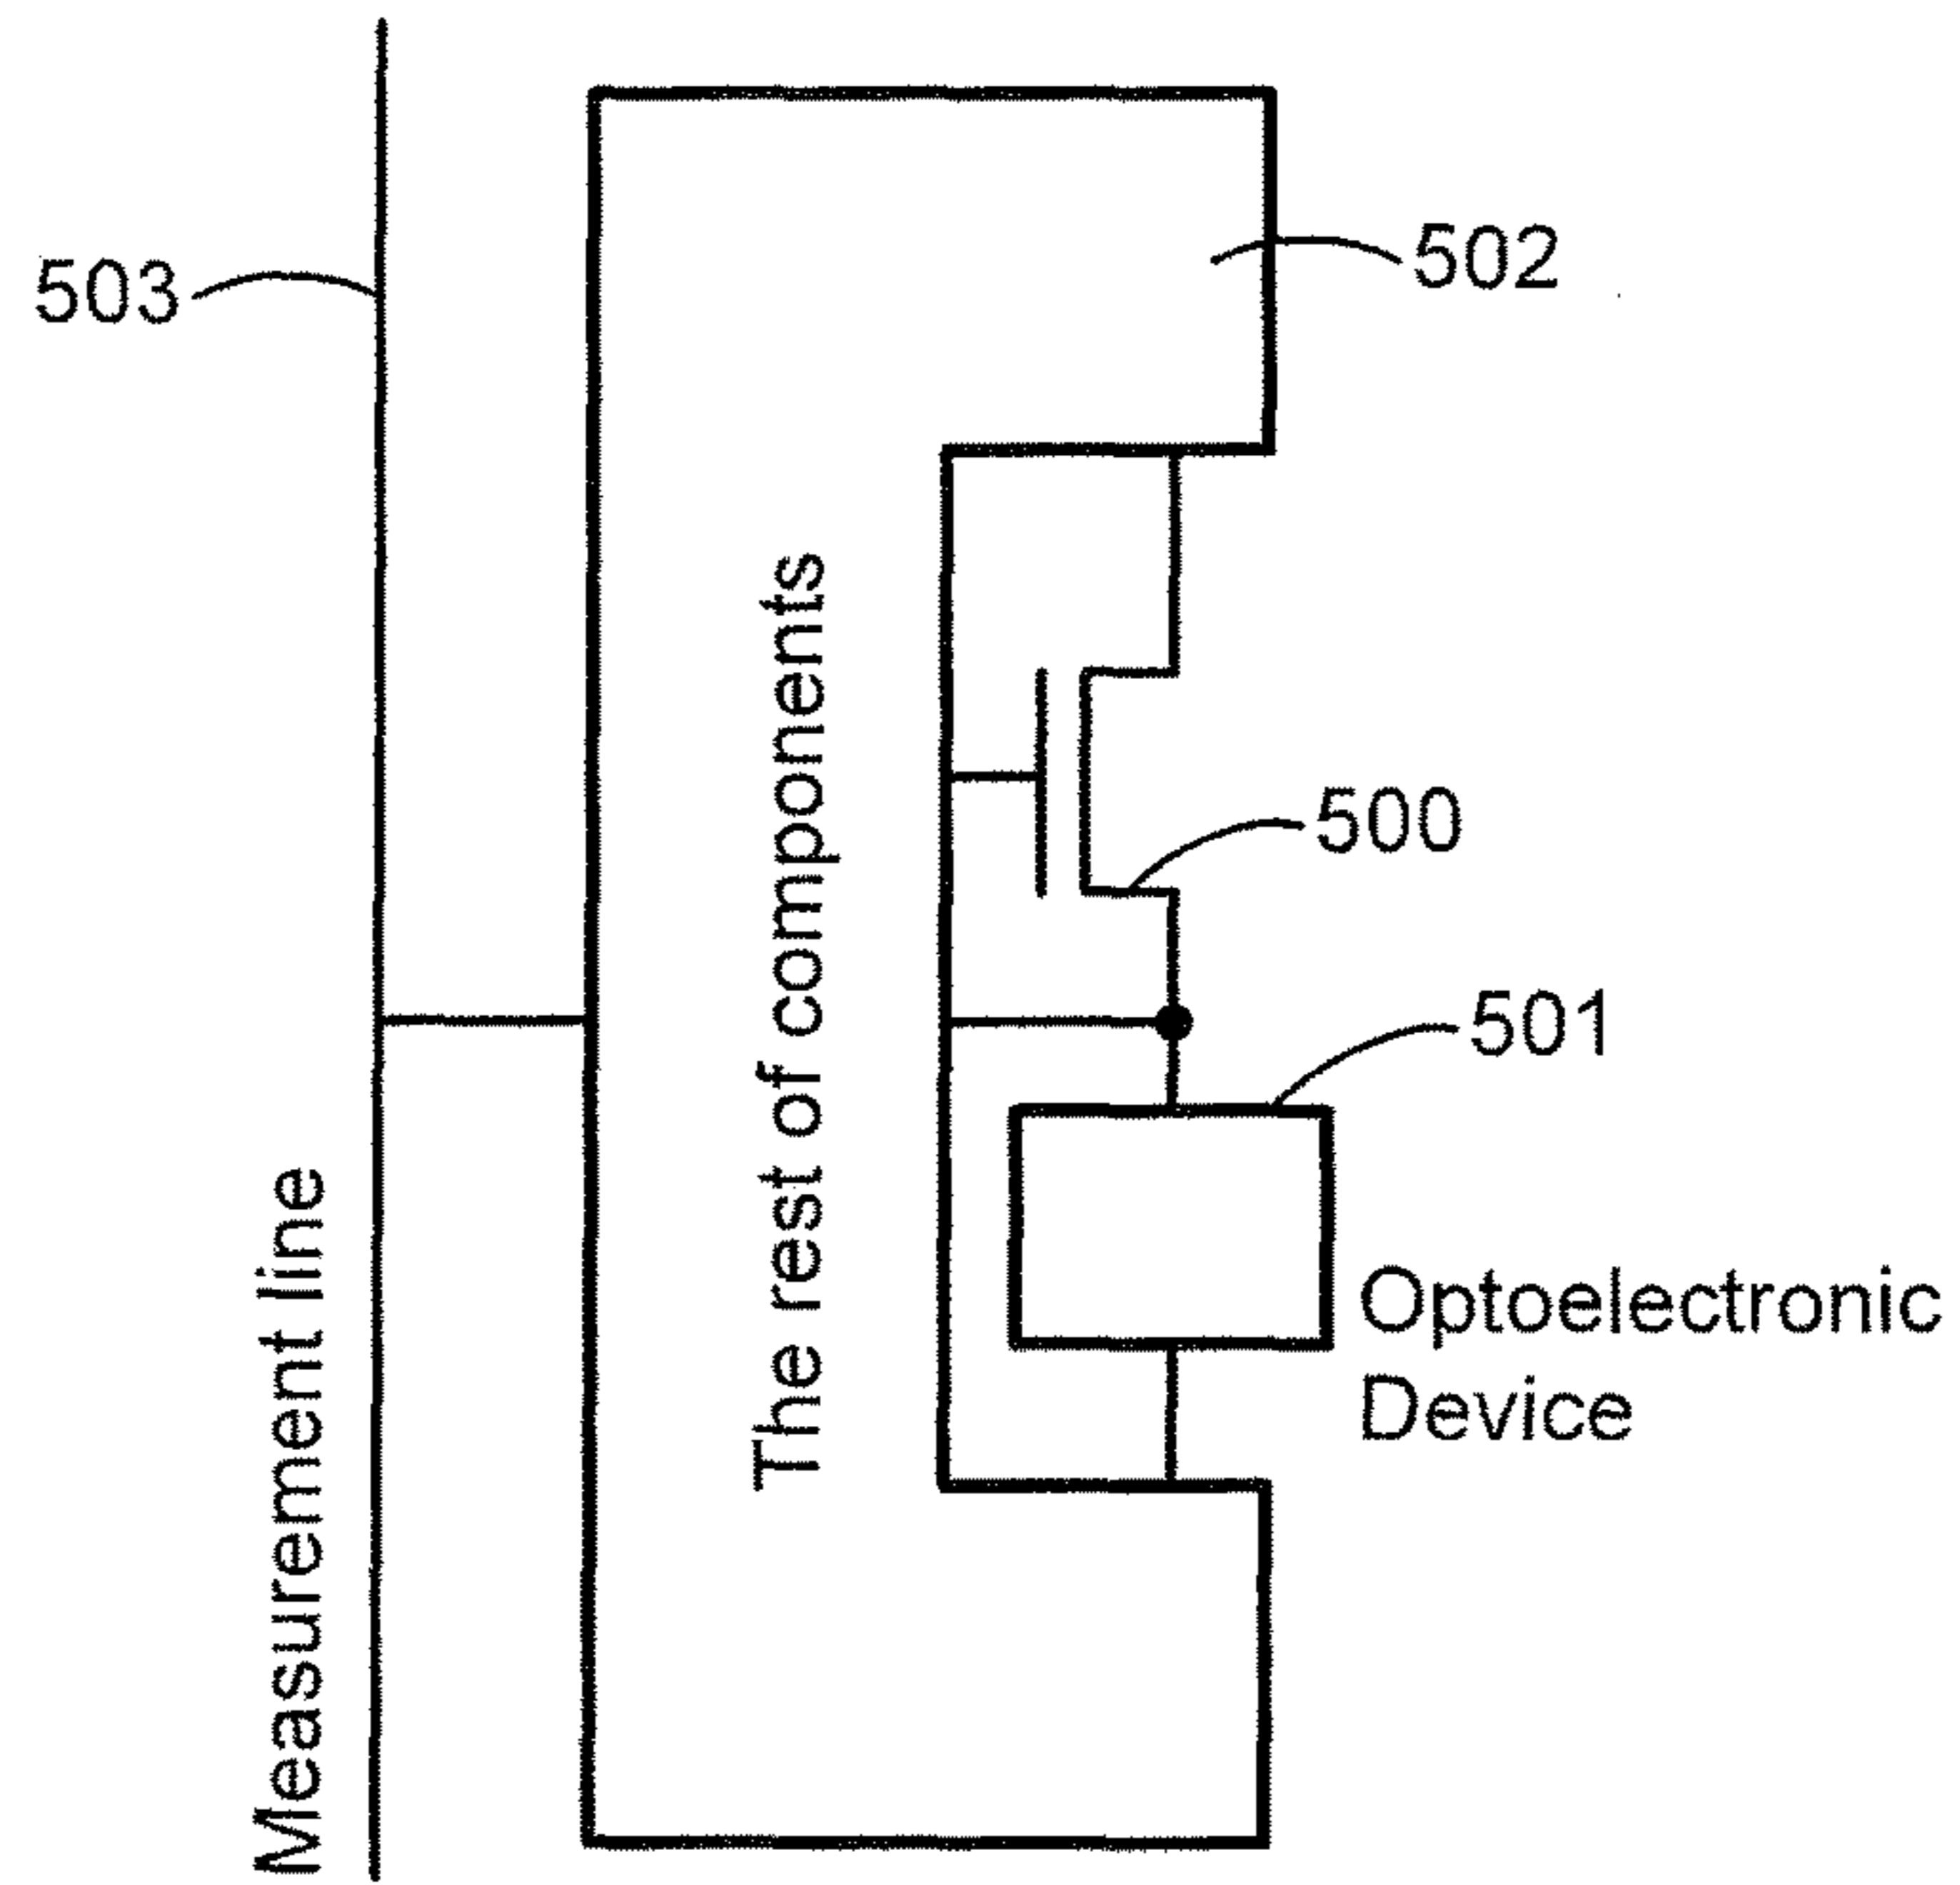 503
502
The rest of components
500
501
Measurement line
Optoelectronic
Device